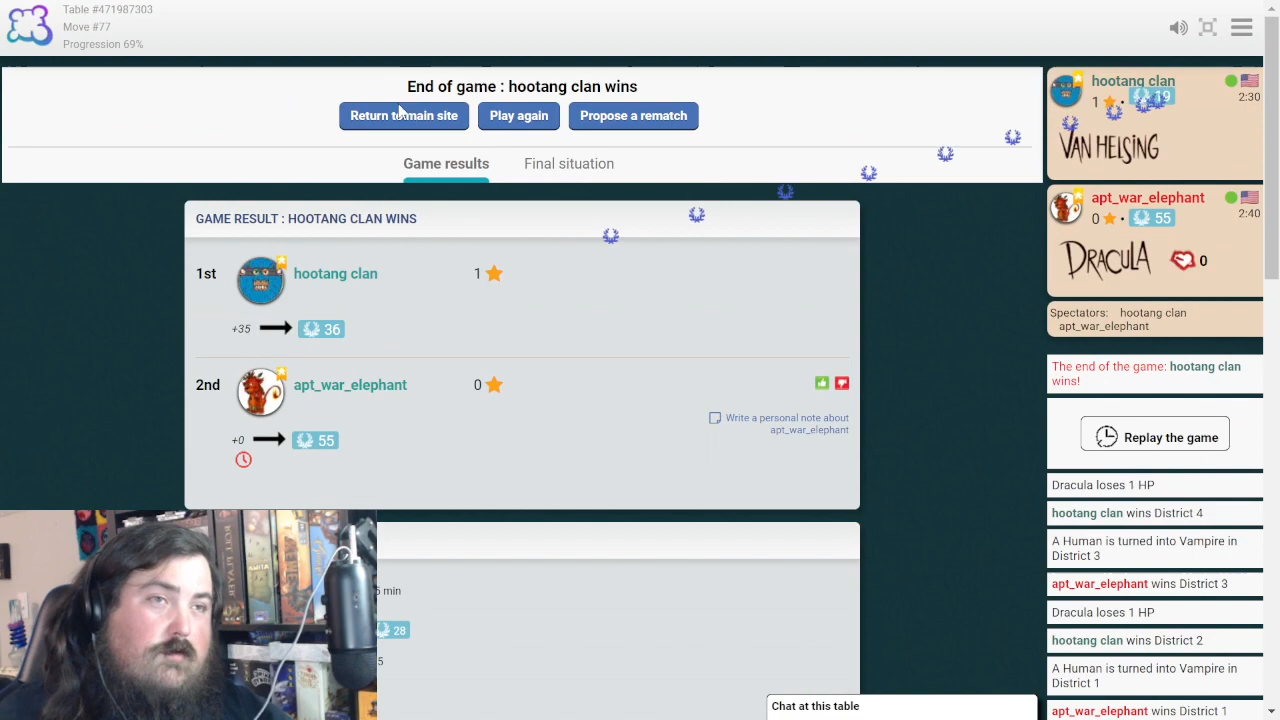 Table #471987303
Move #77
Progression 69%
End of game : hootang clan wins
Return to main site
Play again
Propose a rematch
Game results
Final situation
GAME RESULT : HOOTANG CLAN WINS
1st
hootang clan
1
+35
36
2nd
apt_war_elephant
0
+0
55
Write a personal note about
apt_war_elephant
5 min
28
5
hootang clan
1 • 19
2:30
VAN HELSING
apt_war_elephant
0 • 55
2:40
DRACULA
0
Spectators: hootang clan
apt_war_elephant
The end of the game: hootang clan
wins!
Replay the game
Dracula loses 1 HP
hootang clan wins District 4
A Human is turned into Vampire in
District 3
apt_war_elephant wins District 3
Dracula loses 1 HP
hootang clan wins District 2
A Human is turned into Vampire in
District 1
apt_war_elephant wins District 1
Chat at this table
ROLL PLAYER